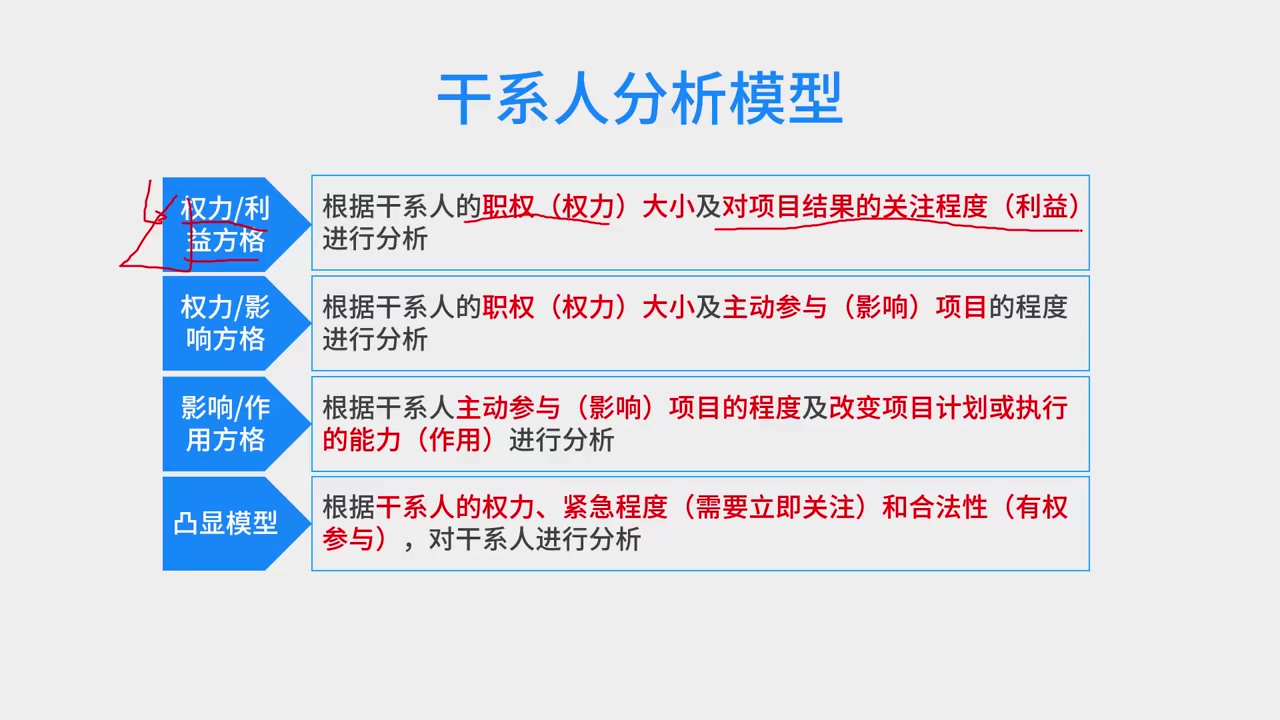 干系人分析模型
权力/利
益方格
根据干系人的职权（权力）大小及对项目结果的关注程度（利益）
进行分析
权力/影
响方格
根据干系人的职权（权力）大小及主动参与（影响）项目的程度
进行分析
影响/作
用方格
根据干系人主动参与（影响）项目的程度及改变项目计划或执行
的能力（作用）进行分析
凸显模型
根据干系人的权力、紧急程度（需要立即关注）和合法性（有权
参与），对干系人进行分析